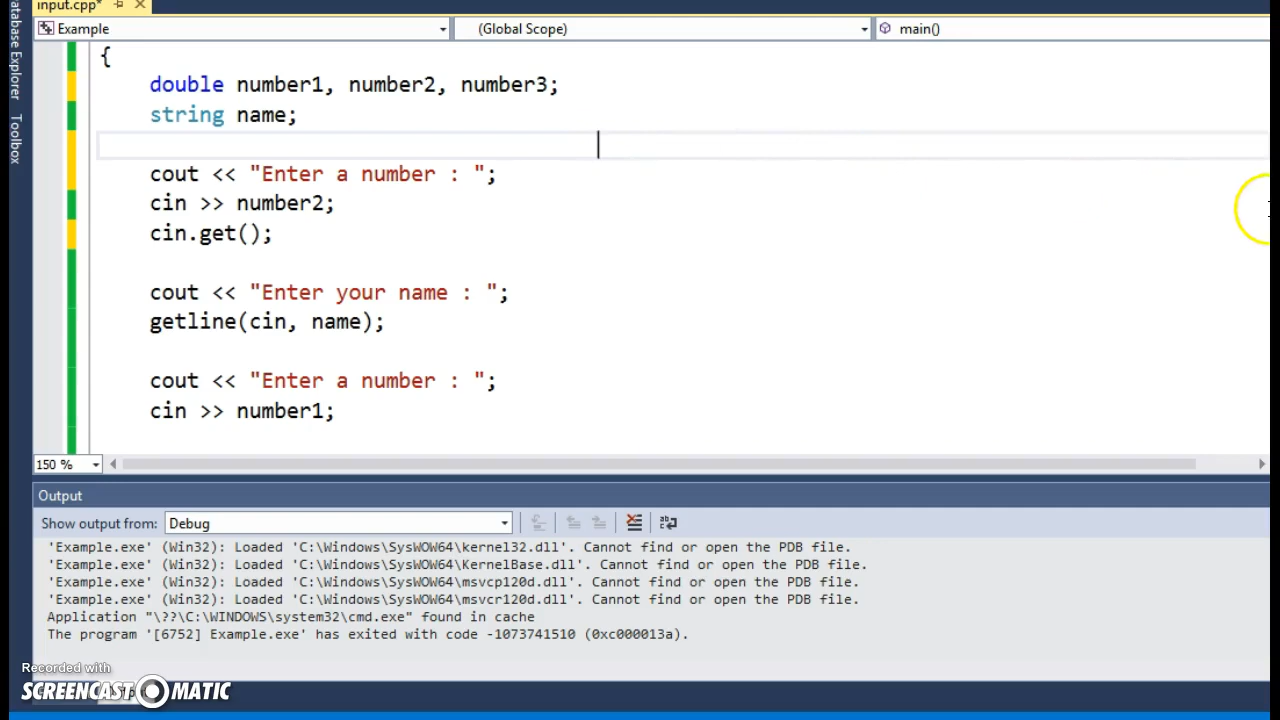 input.cpp*
Example (Global Scope) main()
atabase Explorer
Toolbox
{
double number1, number2, number3;
string name;
cout << "Enter a number : ";
cin >> number2;
cin.get();
cout << "Enter your name : ";
getline(cin, name);
cout << "Enter a number : ";
cin >> number1;
150 %
Output
Show output from: Debug
'Example.exe' (Win32): Loaded 'C:\Windows\SysWOW64\kernel32.dll'. Cannot find or open the PDB file.
'Example.exe' (Win32): Loaded 'C:\Windows\SysWOW64\KernelBase.dll'. Cannot find or open the PDB file.
'Example.exe' (Win32): Loaded 'C:\Windows\SysWOW64\msvcp120d.dll'. Cannot find or open the PDB file.
'Example.exe' (Win32): Loaded 'C:\Windows\SysWOW64\msvcr120d.dll'. Cannot find or open the PDB file.
Application "\??\C:\WINDOWS\system32\cmd.exe" found in cache
The program '[6752] Example.exe' has exited with code -1073741510 (0xc000013a).
Recorded with
SCREENCAST MATIC